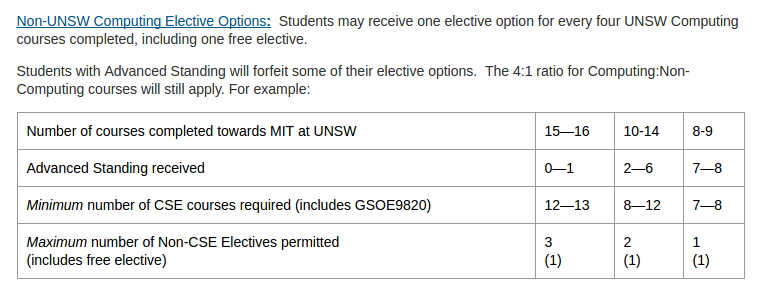 Non-UNSW Computing Elective Options:  Students may receive one elective option for every four UNSW Computing
courses completed, including one free elective.
Students with Advanced Standing will forfeit some of their elective options.  The 4:1 ratio for Computing:Non-
Computing courses will still apply. For example:
Number of courses completed towards MIT at UNSW 15—16 10-14 8-9
Advanced Standing received 0—1 2—6 7—8
Minimum number of CSE courses required (includes GSOE9820) 12—13 8—12 7—8
Maximum number of Non-CSE Electives permitted 3 2 1
(includes free elective) (1) (1) (1)